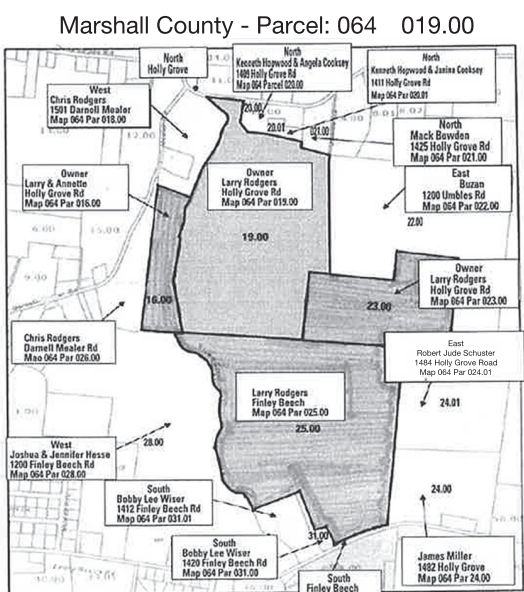 Marshall County - Parcel: 064 019.00
North
Holly Grove
North
Kenneth Hopwood & Angela Cooksey
1409 Holly Grove Rd
Map 064 Parcel 020.00
North
Kenneth Hopwood & Janina Cooksey
1411 Holly Grove Rd
Map 064 Par 020.01
West
Chris Rodgers
1501 Darnell Mealer
Map 064 Par 018.00
20.00
20.01
021.00
North
Mack Bowden
1425 Holly Grove Rd
Map 064 Par 021.00
12.00
Owner
Larry & Annette
Holly Grove Rd
Map 064 Par 016.00
Owner
Larry Rodgers
Holly Grove Rd
Map 064 Par 019.00
East
Buzan
1200 Umbles Rd
Map 064 Par 022.00
22.00
6.00
15.00
19.00
9.00
16.00
23.00
Owner
Larry Rodgers
Holly Grove Rd
Map 064 Par 023.00
Chris Rodgers
Darnell Mealer Rd
Map 064 Par 026.00
East
Robert Jude Schuster
1484 Holly Grove Road
Map 064 Par 024.01
Larry Rodgers
Finley Beech
Map 064 Par 025.00
24.01
25.00
West
Joshua & Jennifer Hesse
1200 Finley Beech Rd
Map 064 Par 028.00
28.00
South
Bobby Lee Wiser
1412 Finley Beech Rd
Map 064 Par 031.01
24.00
31.00
South
Bobby Lee Wiser
1420 Finley Beech Rd
Map 064 Par 031.00
James Miller
1482 Holly Grove
Map 064 Par 24.00
South
Finley Beech